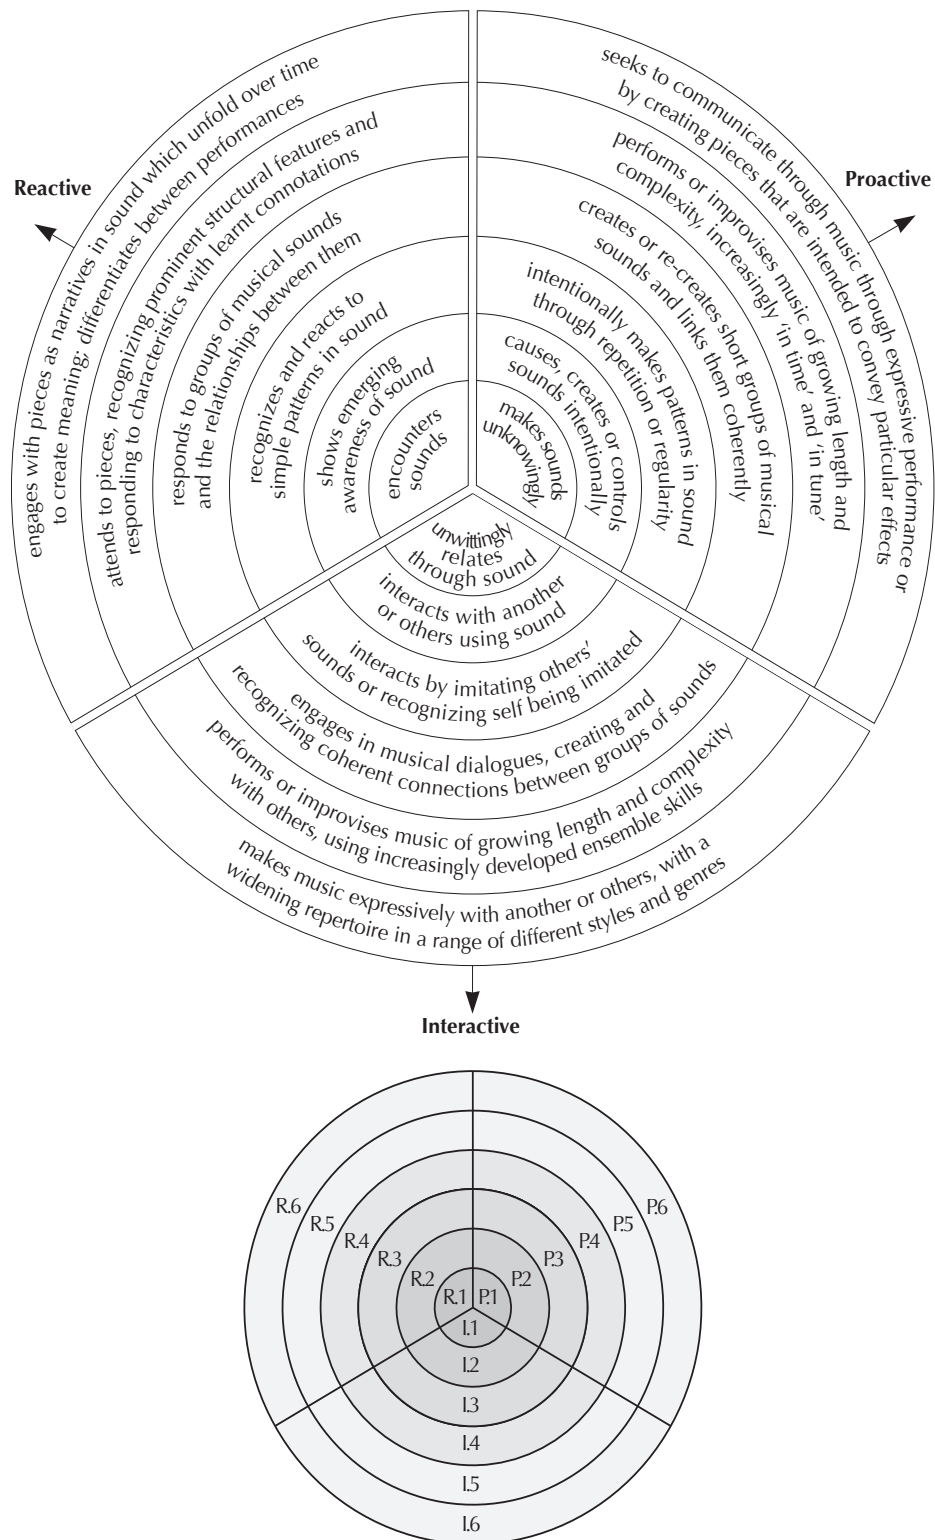 Reactive
engages with pieces as narratives in sound which unfold over time
to create meaning; differentiates between performances
attends to pieces, recognizing prominent structural features and
responding to characteristics with learnt connotations
responds to groups of musical sounds
and the relationships between them
recognizes and reacts to
simple patterns in sound
shows emerging
awareness of sound
encounters
sounds
Proactive
seeks to communicate through music through expressive performance or
by creating pieces that are intended to convey particular effects
performs or improvises music of growing length and
complexity, increasingly ‘in time’ and ‘in tune’
creates or re-creates short groups of musical
sounds and links them coherently
intentionally makes patterns in sound
through repetition or regularity
causes, creates or controls
sounds intentionally
makes sounds
unknowingly
unwittingly
relates
through sound
interacts with another
or others using sound
interacts by imitating others’
sounds or recognizing self being imitated
engages in musical dialogues, creating and
recognizing coherent connections between groups of sounds
performs or improvises music of growing length and complexity
with others, using increasingly developed ensemble skills
makes music expressively with another or others, with a
widening repertoire in a range of different styles and genres
Interactive
R.6
R.5
R.4
R.3
R.2
R.1
P.1
P.2
P.3
P.4
P.5
P.6
I.1
I.2
I.3
I.4
I.5
I.6